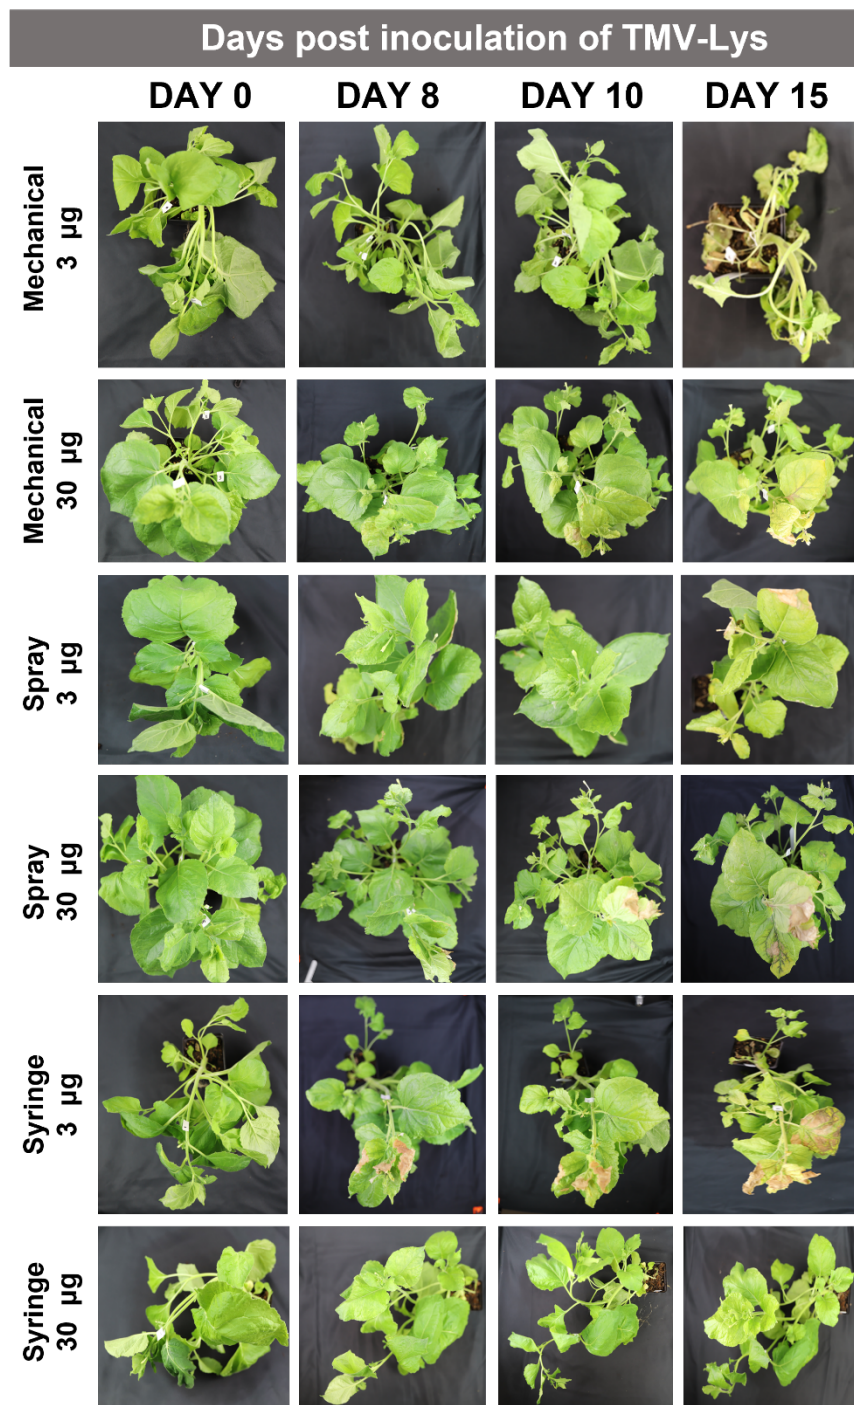 Days post inoculation of TMV-Lys
DAY 0 DAY 8 DAY 10 DAY 15
Mechanical
3 µg
Mechanical
30 µg
Spray
3 µg
Spray
30 µg
Syringe
3 µg
Syringe
30 µg